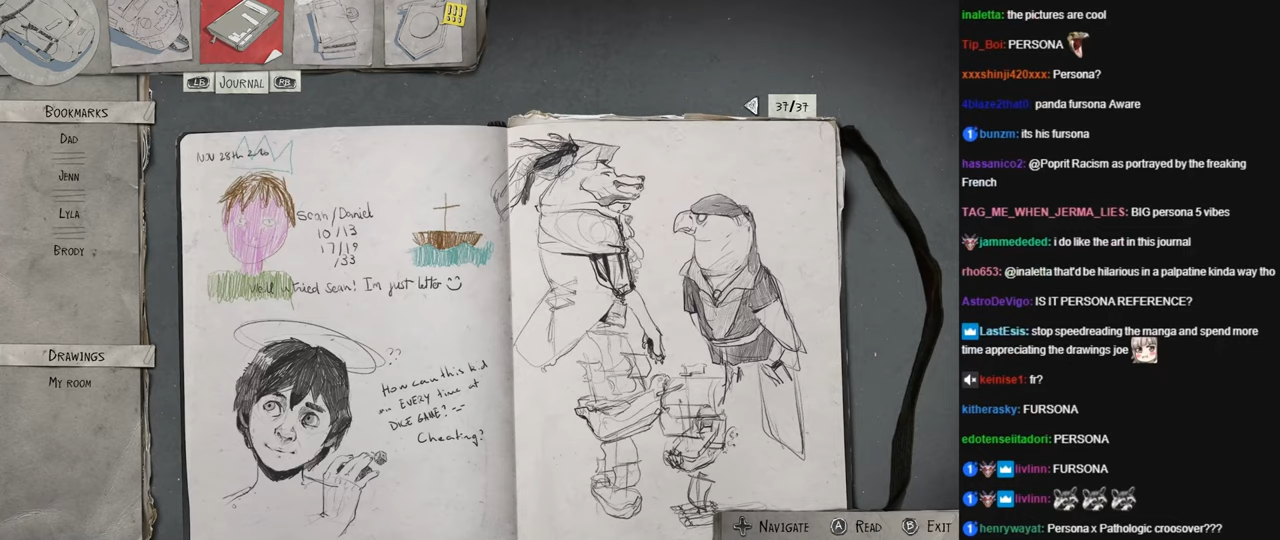 LB JOURNAL RB
BOOKMARKS
DAD
JENN
LYLA
BRODY
DRAWINGS
MY ROOM
37/37
NOV 28th
Sean/Daniel
10/13
17/19
/33
Well tried Sean! I'm just better
??
How can this kid
win EVERY time at
DICE GAME?
Cheating?
NAVIGATE A READ B EXIT
inaletta: the pictures are cool
Tip_Boi: PERSONA
xxxshinji420xxx: Persona?
4blaze2that0: panda fursona Aware
bunzm: its his fursona
hassanico2: @Poprit Racism as portrayed by the freaking
French
TAG_ME_WHEN_JERMA_LIES: BIG persona 5 vibes
jammededed: i do like the art in this journal
rho653: @inaletta that'd be hilarious in a palpatine kinda way tho
AstroDeVigo: IS IT PERSONA REFERENCE?
LastEsis: stop speedreading the manga and spend more
time appreciating the drawings joe
keinise1: fr?
kitherasky: FURSONA
edotenseiitadori: PERSONA
livlinn: FURSONA
livlinn:
henrywayat: Persona x Pathologic croosover???